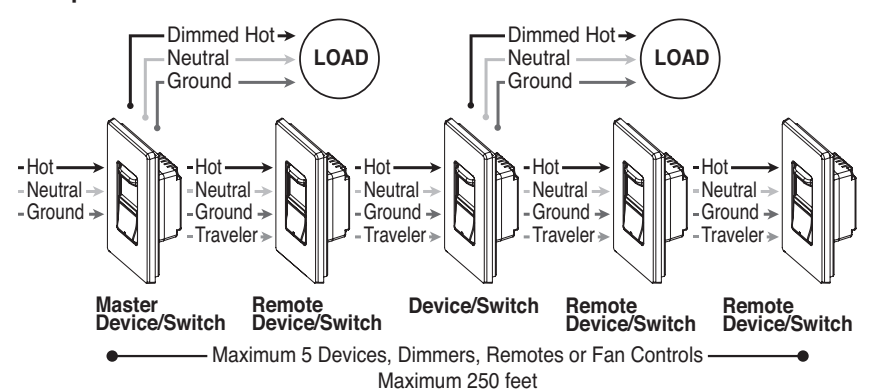 Dimmed Hot
Neutral
Ground
LOAD
Dimmed Hot
Neutral
Ground
LOAD
Hot
Neutral
Ground
Hot
Neutral
Ground
Traveler
Hot
Neutral
Ground
Traveler
Hot
Neutral
Ground
Traveler
Hot
Neutral
Ground
Traveler
Master
Device/Switch
Remote
Device/Switch
Device/Switch
Remote
Device/Switch
Remote
Device/Switch
Maximum 5 Devices, Dimmers, Remotes or Fan Controls
Maximum 250 feet